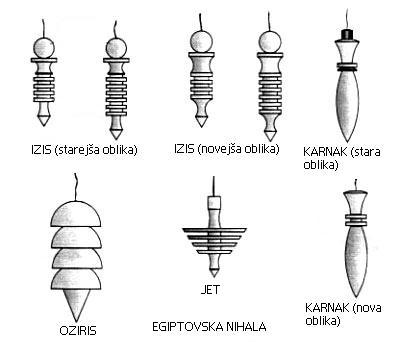 IZIS (starejša oblika)
IZIS (novejša oblika)
KARNAK (stara
oblika)
OZIRIS
JET
EGIPTOVSKA NIHALA
KARNAK (nova
oblika)